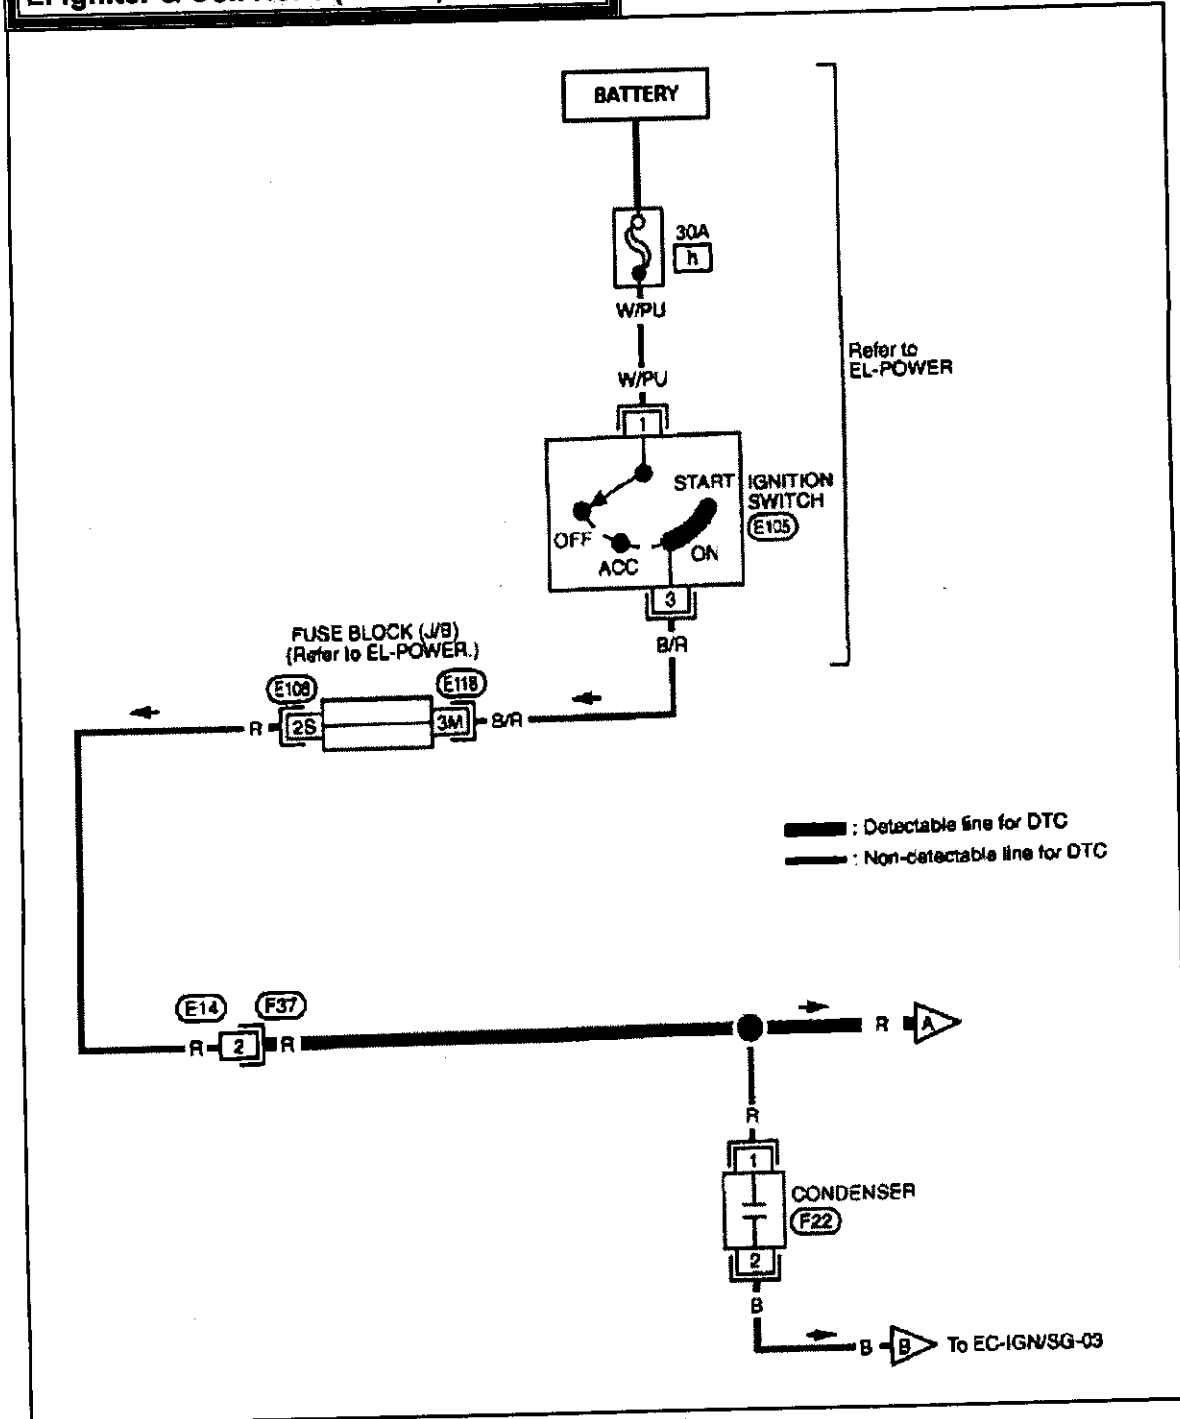 BATTERY
30A
h
W/PU
W/PU
1
Refer to
EL-POWER
START
IGNITION
SWITCH
E105
OFF
ACC
ON
3
B/R
FUSE BLOCK (J/B)
(Refer to EL-POWER.)
E118
R
2S
3M
B/R
: Detectable line for DTC
: Non-detectable line for DTC
E14
F37
R
2
R
R
A
R
1
CONDENSER
F22
2
B
B
B
To EC-IGN/SG-03